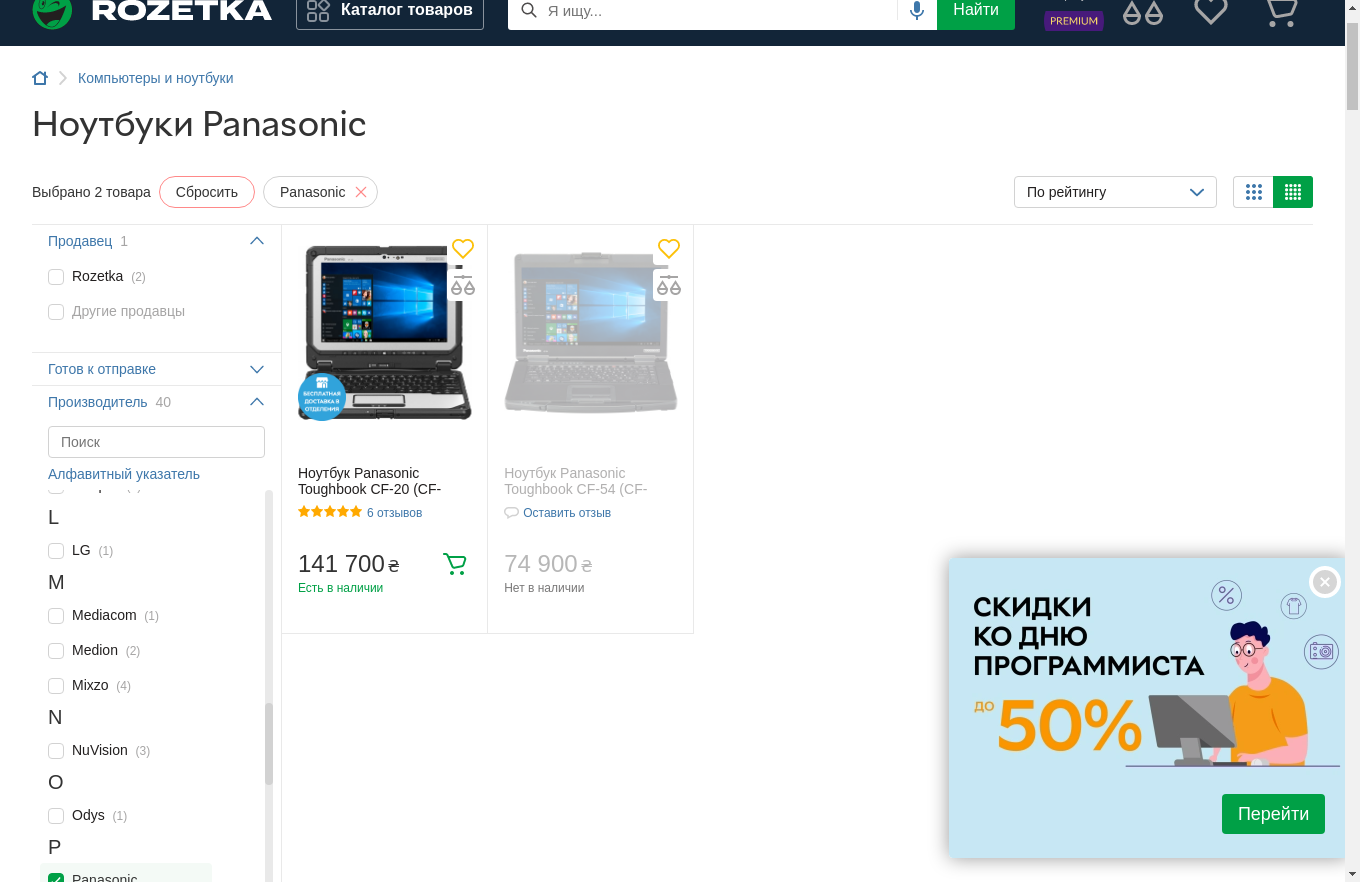 ROZETKA
Каталог товаров
Я ищу...
Найти
PREMIUM
Компьютеры и ноутбуки
Ноутбуки Panasonic
Выбрано 2 товара
Сбросить
Panasonic
По рейтингу
Продавец 1
Rozetka (2)
Другие продавцы
Готов к отправке
Производитель 40
Поиск
Алфавитный указатель
L
LG (1)
M
Mediacom (1)
Medion (2)
Mixzo (4)
N
NuVision (3)
O
Odys (1)
P
Panasonic
БЕСПЛАТНАЯ
ДОСТАВКА В
ОТДЕЛЕНИЯ
Ноутбук Panasonic
Toughbook CF-20 (CF-
6 отзывов
141 700 ₴
Есть в наличии
Ноутбук Panasonic
Toughbook CF-54 (CF-
Оставить отзыв
74 900 ₴
Нет в наличии
СКИДКИ
КО ДНЮ
ПРОГРАММИСТА
ДО 50%
Перейти